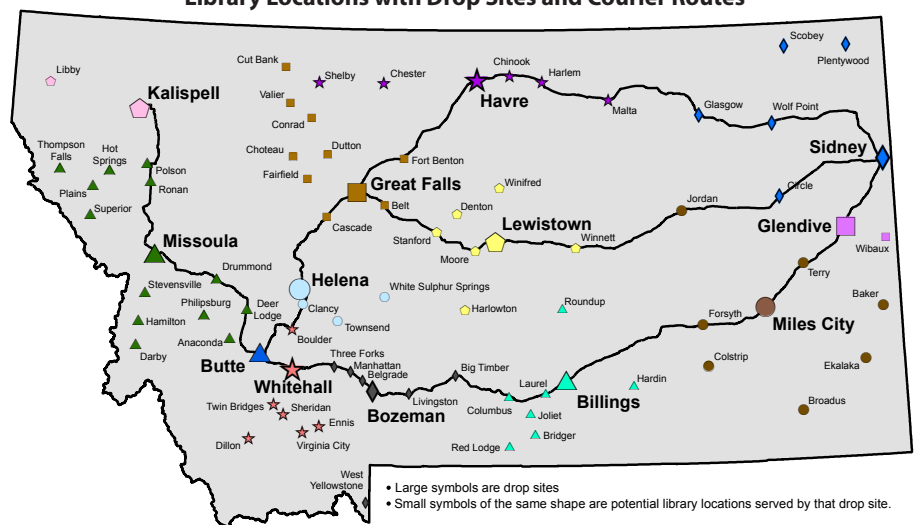 Library Locations with Drop Sites and Courier Routes
Scobey
Plentywood
Libby
Cut Bank
Shelby
Chester
Chinook
Harlem
Kalispell
Valier
Havre
Malta
Glasgow
Wolf Point
Conrad
Thompson
Falls
Hot
Springs
Polson
Choteau
Dutton
Fort Benton
Sidney
Plains
Ronan
Fairfield
Great Falls
Winifred
Superior
Belt
Denton
Jordan
Circle
Cascade
Stanford
Lewistown
Glendive
Missoula
Moore
Winnett
Wibaux
Drummond
Terry
Stevensville
Helena
White Sulphur Springs
Philipsburg
Deer
Lodge
Clancy
Harlowton
Roundup
Baker
Hamilton
Townsend
Forsyth
Miles City
Anaconda
Boulder
Darby
Butte
Three Forks
Manhattan
Belgrade
Big Timber
Colstrip
Ekalaka
Whitehall
Laurel
Hardin
Bozeman
Livingston
Columbus
Billings
Twin Bridges
Sheridan
Joliet
Broadus
Ennis
Dillon
Virginia City
Bridger
Red Lodge
West
Yellowstone
• Large symbols are drop sites
• Small symbols of the same shape are potential library locations served by that drop site.